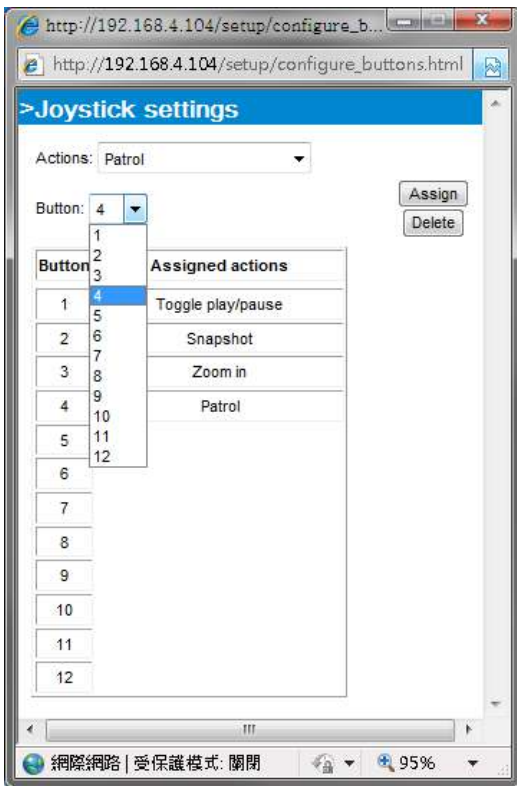 http://192.168.4.104/setup/configure_b...
http://192.168.4.104/setup/configure_buttons.html
>Joystick settings
Actions: Patrol
Assign
Button: 4
Delete
1
2
3
4
5
6
7
8
9
10
11
12
Button Assigned actions
1 Toggle play/pause
2 Snapshot
3 Zoom in
4 Patrol
5
6
7
8
9
10
11
12
網際網路 | 受保護模式: 關閉 95%